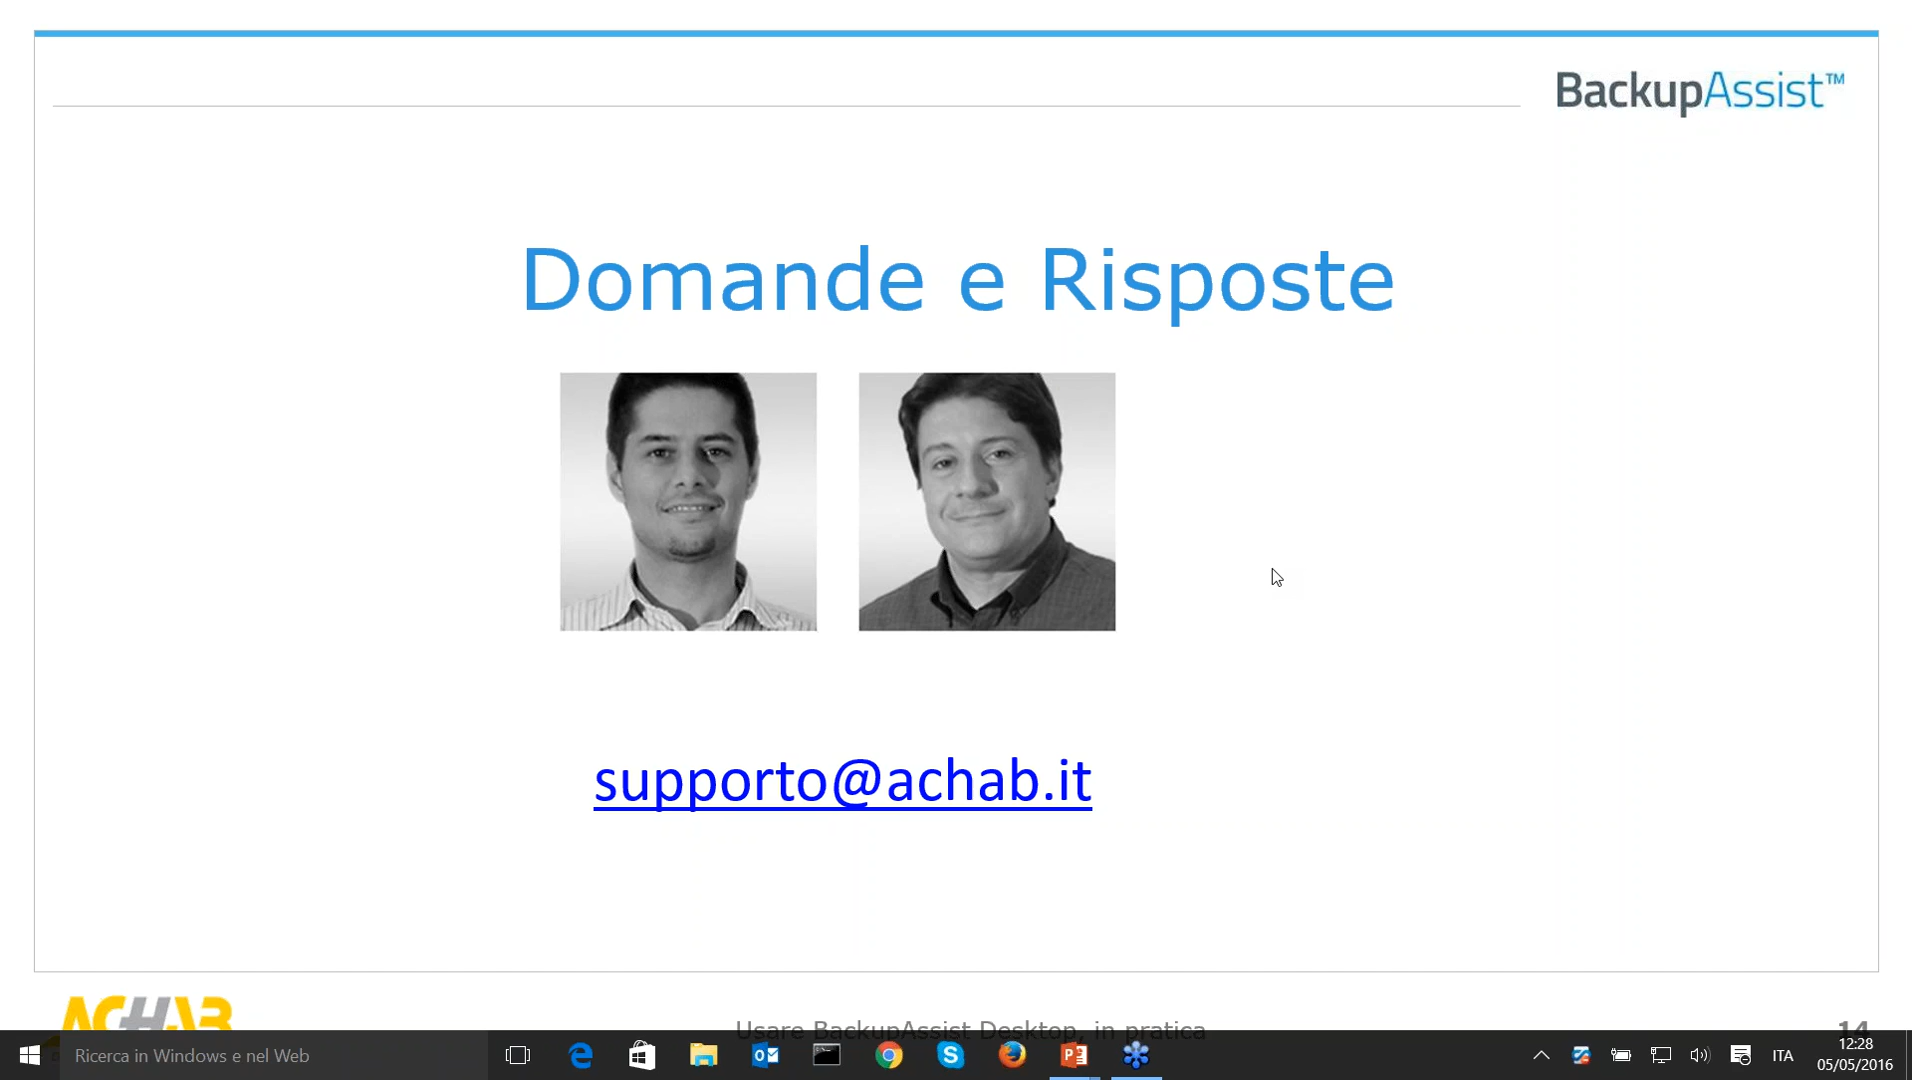 BackupAssist™
Domande e Risposte
supporto@achab.it
ACHAB
Usare BackupAssist Desktop, in pratica
14
Ricerca in Windows e nel Web
ITA
12:28
05/05/2016